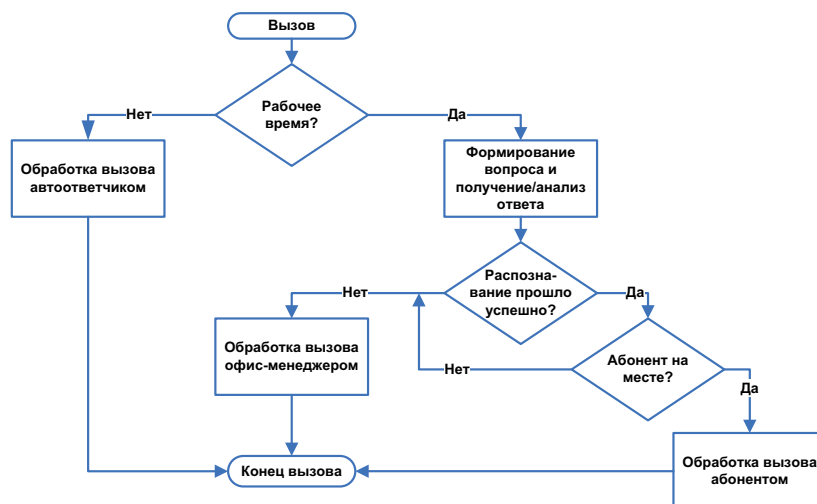 Вызов
Рабочее
время?
Нет
Да
Обработка вызова
автоответчиком
Формирование
вопроса и
получение/анализ
ответа
Распозна-
вание прошло
успешно?
Нет
Да
Обработка вызова
офис-менеджером
Абонент на
месте?
Нет
Да
Конец вызова
Обработка вызова
абонентом